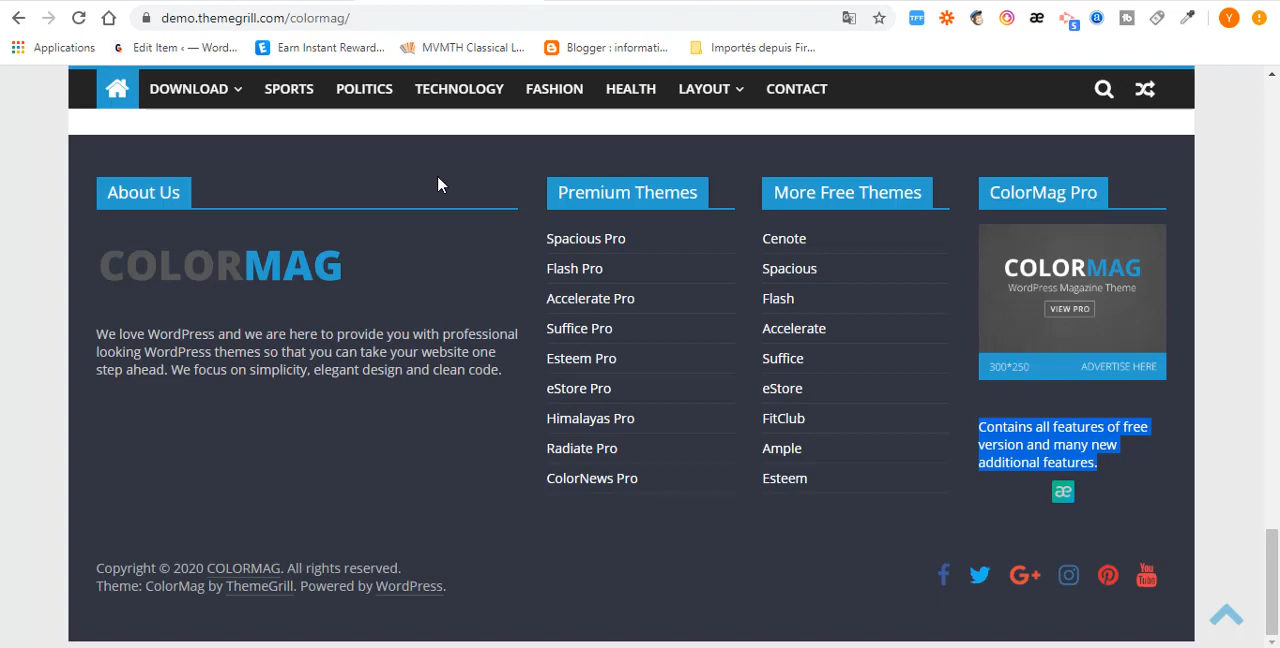 demo.themegrill.com/colormag/
TFF
æ
5
a
Y
Applications
G
Edit Item ‹ — Word...
E
Earn Instant Reward...
MVMTH Classical L...
Blogger : informati...
Importés depuis Fir...
DOWNLOAD
SPORTS
POLITICS
TECHNOLOGY
FASHION
HEALTH
LAYOUT
CONTACT
About Us
COLORMAG
We love WordPress and we are here to provide you with professional
looking WordPress themes so that you can take your website one
step ahead. We focus on simplicity, elegant design and clean code.
Premium Themes
Spacious Pro
Flash Pro
Accelerate Pro
Suffice Pro
Esteem Pro
eStore Pro
Himalayas Pro
Radiate Pro
ColorNews Pro
More Free Themes
Cenote
Spacious
Flash
Accelerate
Suffice
eStore
FitClub
Ample
Esteem
ColorMag Pro
COLORMAG
WordPress Magazine Theme
VIEW PRO
300*250
ADVERTISE HERE
Contains all features of free
version and many new
additional features.
æ
Copyright © 2020 COLORMAG. All rights reserved.
Theme: ColorMag by ThemeGrill. Powered by WordPress.
f
G+
You
Tube